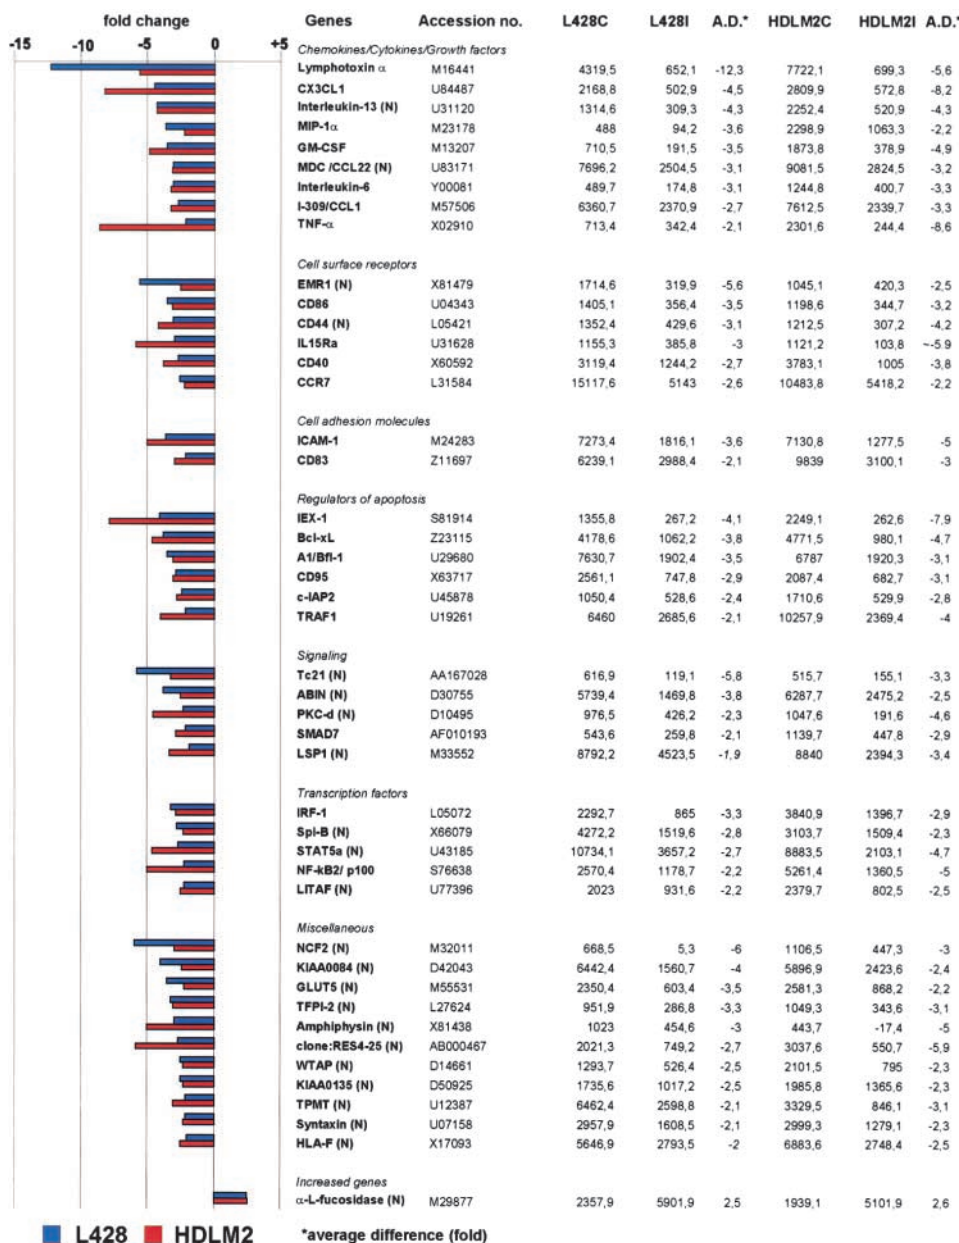 fold change Genes Accession no. L428C L428I A.D.* HDLM2C HDLM2I A.D.*
-15 -10 -5 0 +5
Chemokines/Cytokines/Growth factors
Lymphotoxin α M16441 4319,5 652,1 -12,3 7722,1 699,3 -5,6
CX3CL1 U84487 2168,8 502,9 -4,5 2809,9 572,8 -8,2
Interleukin-13 (N) U31120 1314,6 309,3 -4,3 2252,4 520,9 -4,3
MIP-1α M23178 488 94,2 -3,6 2298,9 1063,3 -2,2
GM-CSF M13207 710,5 191,5 -3,5 1873,8 378,9 -4,9
MDC /CCL22 (N) U83171 7696,2 2504,5 -3,1 9081,5 2824,5 -3,2
Interleukin-6 Y00081 489,7 174,8 -3,1 1244,8 400,7 -3,3
I-309/CCL1 M57506 6360,7 2370,9 -2,7 7612,5 2339,7 -3,3
TNF-α X02910 713,4 342,4 -2,1 2301,6 244,4 -8,6
Cell surface receptors
EMR1 (N) X81479 1714,6 319,9 -5,6 1045,1 420,3 -2,5
CD86 U04343 1405,1 356,4 -3,5 1198,6 344,7 -3,2
CD44 (N) L05421 1352,4 429,6 -3,1 1212,5 307,2 -4,2
IL15Ra U31628 1155,3 385,8 -3 1121,2 103,8 ~-5,9
CD40 X60592 3119,4 1244,2 -2,7 3783,1 1005 -3,8
CCR7 L31584 15117,6 5143 -2,6 10483,8 5418,2 -2,2
Cell adhesion molecules
ICAM-1 M24283 7273,4 1816,1 -3,6 7130,8 1277,5 -5
CD83 Z11697 6239,1 2988,4 -2,1 9839 3100,1 -3
Regulators of apoptosis
IEX-1 S81914 1355,8 267,2 -4,1 2249,1 262,6 -7,9
Bcl-xL Z23115 4178,6 1062,2 -3,8 4771,5 980,1 -4,7
A1/Bfl-1 U29680 7630,7 1902,4 -3,5 6787 1920,3 -3,1
CD95 X63717 2561,1 747,8 -2,9 2087,4 682,7 -3,1
c-IAP2 U45878 1050,4 528,6 -2,4 1710,6 529,9 -2,8
TRAF1 U19261 6460 2685,6 -2,1 10257,9 2369,4 -4
Signaling
Tc21 (N) AA167028 616,9 119,1 -5,8 515,7 155,1 -3,3
ABIN (N) D30755 5739,4 1469,8 -3,8 6287,7 2475,2 -2,5
PKC-d (N) D10495 976,5 426,2 -2,3 1047,6 191,6 -4,6
SMAD7 AF010193 543,6 259,8 -2,1 1139,7 447,8 -2,9
LSP1 (N) M33552 8792,2 4523,5 -1,9 8840 2394,3 -3,4
Transcription factors
IRF-1 L05072 2292,7 865 -3,3 3840,9 1396,7 -2,9
Spi-B (N) X66079 4272,2 1519,6 -2,8 3103,7 1509,4 -2,3
STAT5a (N) U43185 10734,1 3657,2 -2,7 8883,5 2103,1 -4,7
NF-kB2/ p100 S76638 2570,4 1178,7 -2,2 5261,4 1360,5 -5
LITAF (N) U77396 2023 931,6 -2,2 2379,7 802,5 -2,5
Miscellaneous
NCF2 (N) M32011 668,5 5,3 -6 1106,5 447,3 -3
KIAA0084 (N) D42043 6442,4 1560,7 -4 5896,9 2423,6 -2,4
GLUT5 (N) M55531 2350,4 603,4 -3,5 2581,3 868,2 -2,2
TFPI-2 (N) L27624 951,9 286,8 -3,3 1049,3 343,6 -3,1
Amphiphysin (N) X81438 1023 454,6 -3 443,7 -17,4 -5
clone:RES4-25 (N) AB000467 2021,3 749,2 -2,7 3037,6 550,7 -5,9
WTAP (N) D14661 1293,7 526,4 -2,5 2101,5 795 -2,3
KIAA0135 (N) D50925 1735,6 1017,2 -2,5 1985,8 1365,6 -2,3
TPMT (N) U12387 6462,4 2598,8 -2,1 3329,5 846,1 -3,1
Syntaxin (N) U07158 2957,9 1608,5 -2,1 2999,3 1279,1 -2,3
HLA-F (N) X17093 5646,9 2793,5 -2 6883,6 2748,4 -2,5
Increased genes
α-L-fucosidase (N) M29877 2357,9 5901,9 2,5 1939,1 5101,9 2,6
L428 HDLM2 *average difference (fold)